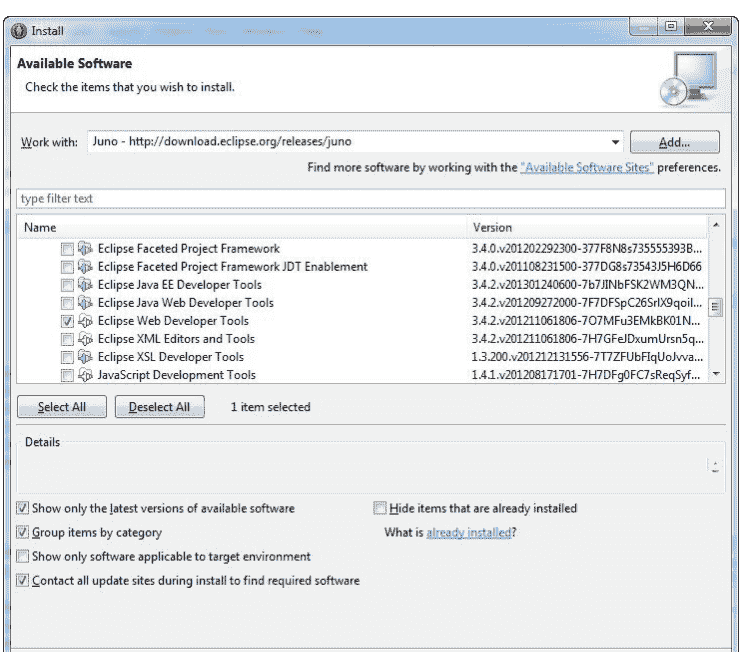 Install
Available Software
Check the items that you wish to install.
Work with: Juno - http://download.eclipse.org/releases/juno Add...
Find more software by working with the "Available Software Sites" preferences.
type filter text
Name Version
Eclipse Faceted Project Framework 3.4.0.v201202292300-377F8N8s735555393B...
Eclipse Faceted Project Framework JDT Enablement 3.4.0.v201108231500-377DG8s73543J5H6D66
Eclipse Java EE Developer Tools 3.4.2.v201301240600-7b7JINbFSK2WM3QN...
Eclipse Java Web Developer Tools 3.4.2.v201209272000-7F7DFSpC26SrIX9qoil...
Eclipse Web Developer Tools 3.4.2.v201211061806-7O7MFu3EMkBK01N...
Eclipse XML Editors and Tools 3.4.2.v201211061806-7H7GFeJDxumUrsn5q...
Eclipse XSL Developer Tools 1.3.200.v201212131556-7T7ZFUbFIqUoJvva...
JavaScript Development Tools 1.4.1.v201208171701-7H7DFg0FC7sReqSyf...
Select All Deselect All 1 item selected
Details
Show only the latest versions of available software Hide items that are already installed
Group items by category What is already installed?
Show only software applicable to target environment
Contact all update sites during install to find required software